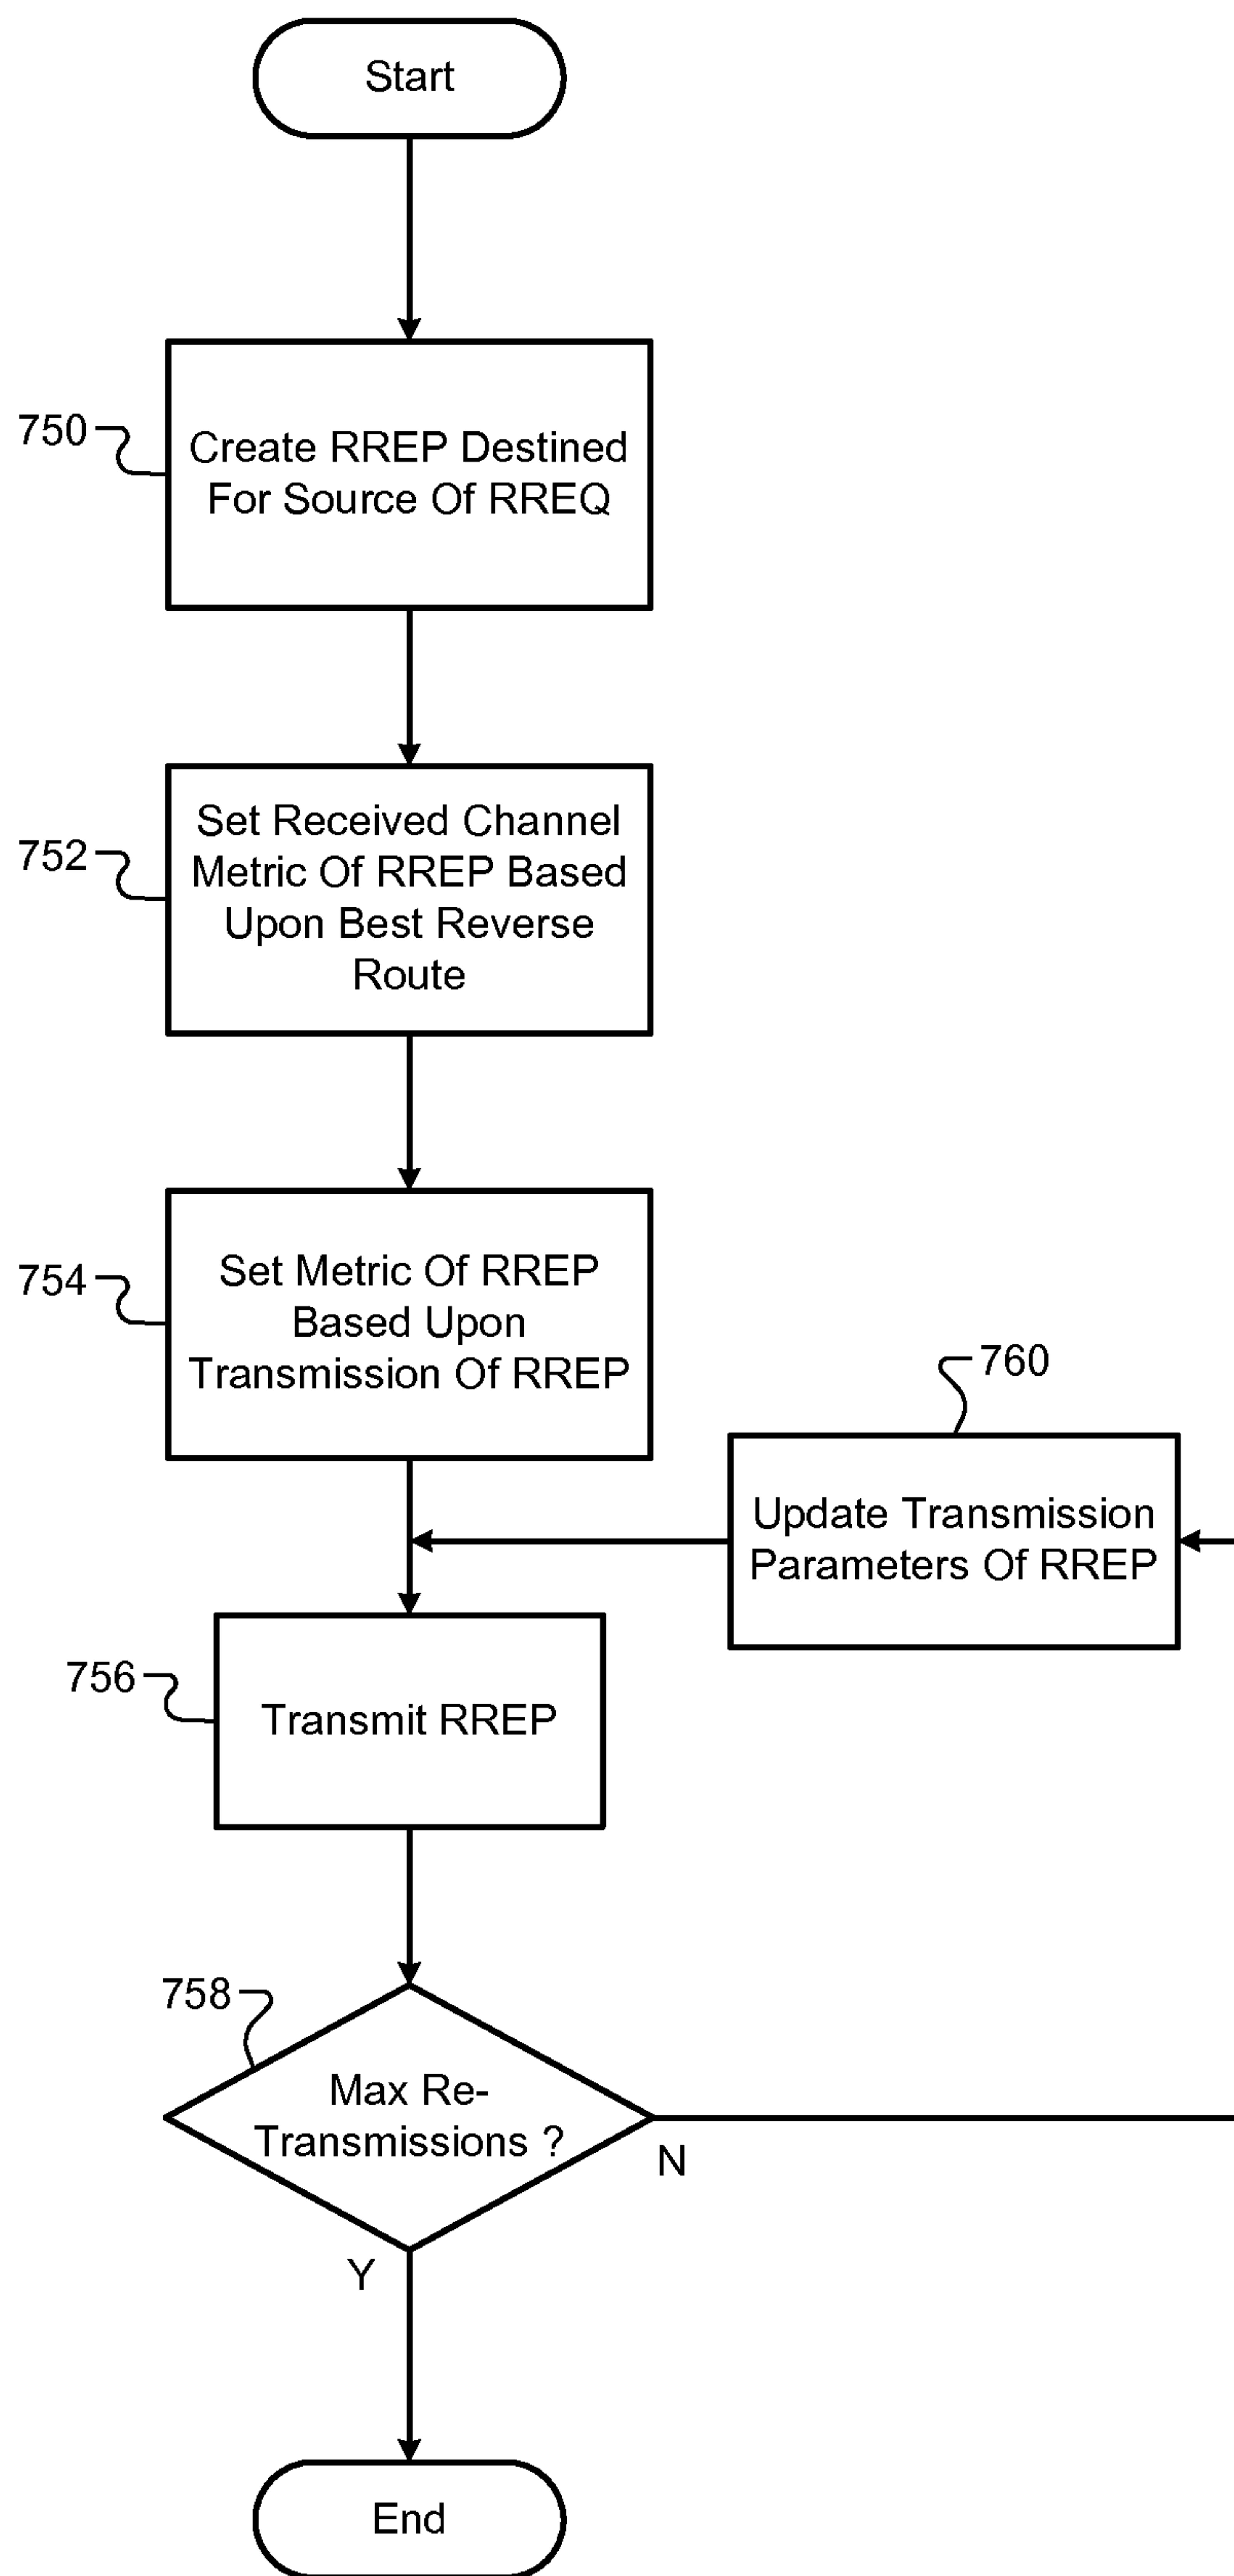 Start
750
Create RREP Destined
For Source Of RREQ
752
Set Received Channel
Metric Of RREP Based
Upon Best Reverse
Route
754
Set Metric Of RREP
Based Upon
Transmission Of RREP
760
Update Transmission
Parameters Of RREP
756
Transmit RREP
758
Max Re-
Transmissions ?
N
Y
End